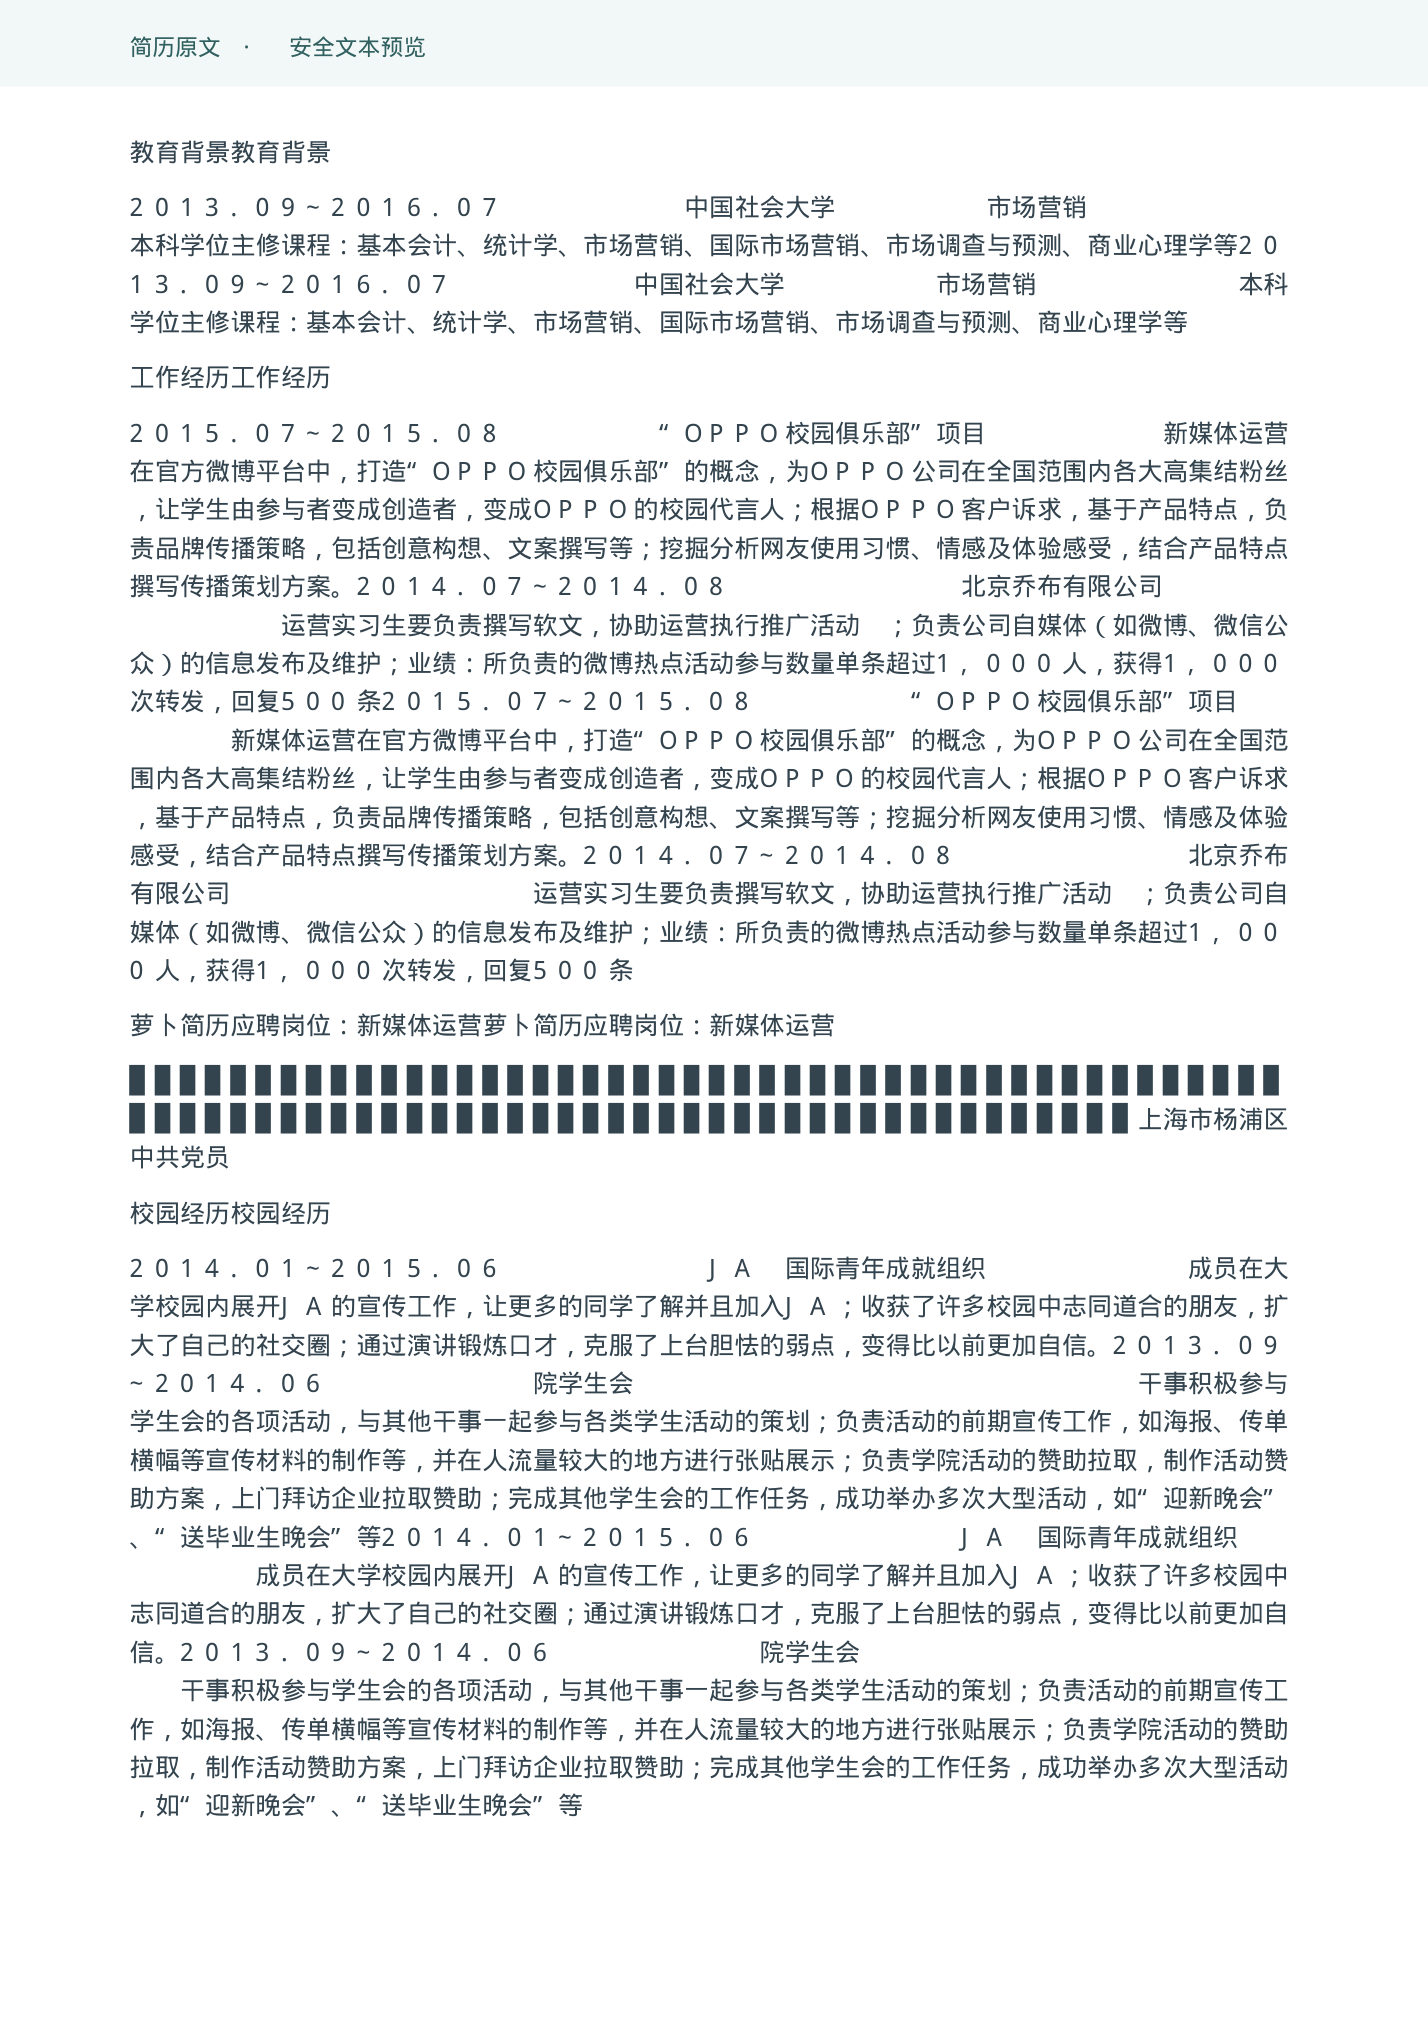 简历原文 · 安全文本预览
教育背景教育背景
2013.09~2016.07 中国社会大学 市场营销
本科学位主修课程：基本会计、统计学、市场营销、国际市场营销、市场调查与预测、商业心理学等20
13.09~2016.07 中国社会大学 市场营销 本科
学位主修课程：基本会计、统计学、市场营销、国际市场营销、市场调查与预测、商业心理学等
工作经历工作经历
2015.07~2015.08 “OPPO校园俱乐部”项目 新媒体运营
在官方微博平台中，打造“OPPO校园俱乐部”的概念，为OPPO公司在全国范围内各大高集结粉丝
，让学生由参与者变成创造者，变成OPPO的校园代言人；根据OPPO客户诉求，基于产品特点，负
责品牌传播策略，包括创意构想、文案撰写等；挖掘分析网友使用习惯、情感及体验感受，结合产品特点
撰写传播策划方案。2014.07~2014.08 北京乔布有限公司
运营实习生要负责撰写软文，协助运营执行推广活动 ；负责公司自媒体（如微博、微信公
众）的信息发布及维护；业绩：所负责的微博热点活动参与数量单条超过1，000人，获得1，000
次转发，回复500条2015.07~2015.08 “OPPO校园俱乐部”项目
新媒体运营在官方微博平台中，打造“OPPO校园俱乐部”的概念，为OPPO公司在全国范
围内各大高集结粉丝，让学生由参与者变成创造者，变成OPPO的校园代言人；根据OPPO客户诉求
，基于产品特点，负责品牌传播策略，包括创意构想、文案撰写等；挖掘分析网友使用习惯、情感及体验
感受，结合产品特点撰写传播策划方案。2014.07~2014.08 北京乔布
有限公司 运营实习生要负责撰写软文，协助运营执行推广活动 ；负责公司自
媒体（如微博、微信公众）的信息发布及维护；业绩：所负责的微博热点活动参与数量单条超过1，00
0人，获得1，000次转发，回复500条
萝卜简历应聘岗位：新媒体运营萝卜简历应聘岗位：新媒体运营
██████████████████████████████████████████████
████████████████████████████████████████上海市杨浦区
中共党员
校园经历校园经历
2014.01~2015.06 JA 国际青年成就组织 成员在大
学校园内展开JA的宣传工作，让更多的同学了解并且加入JA；收获了许多校园中志同道合的朋友，扩
大了自己的社交圈；通过演讲锻炼口才，克服了上台胆怯的弱点，变得比以前更加自信。2013.09
~2014.06 院学生会 干事积极参与
学生会的各项活动，与其他干事一起参与各类学生活动的策划；负责活动的前期宣传工作，如海报、传单
横幅等宣传材料的制作等，并在人流量较大的地方进行张贴展示；负责学院活动的赞助拉取，制作活动赞
助方案，上门拜访企业拉取赞助；完成其他学生会的工作任务，成功举办多次大型活动，如“迎新晚会”
、“送毕业生晚会”等2014.01~2015.06 JA 国际青年成就组织
成员在大学校园内展开JA的宣传工作，让更多的同学了解并且加入JA；收获了许多校园中
志同道合的朋友，扩大了自己的社交圈；通过演讲锻炼口才，克服了上台胆怯的弱点，变得比以前更加自
信。2013.09~2014.06 院学生会
干事积极参与学生会的各项活动，与其他干事一起参与各类学生活动的策划；负责活动的前期宣传工
作，如海报、传单横幅等宣传材料的制作等，并在人流量较大的地方进行张贴展示；负责学院活动的赞助
拉取，制作活动赞助方案，上门拜访企业拉取赞助；完成其他学生会的工作任务，成功举办多次大型活动
，如“迎新晚会”、“送毕业生晚会”等